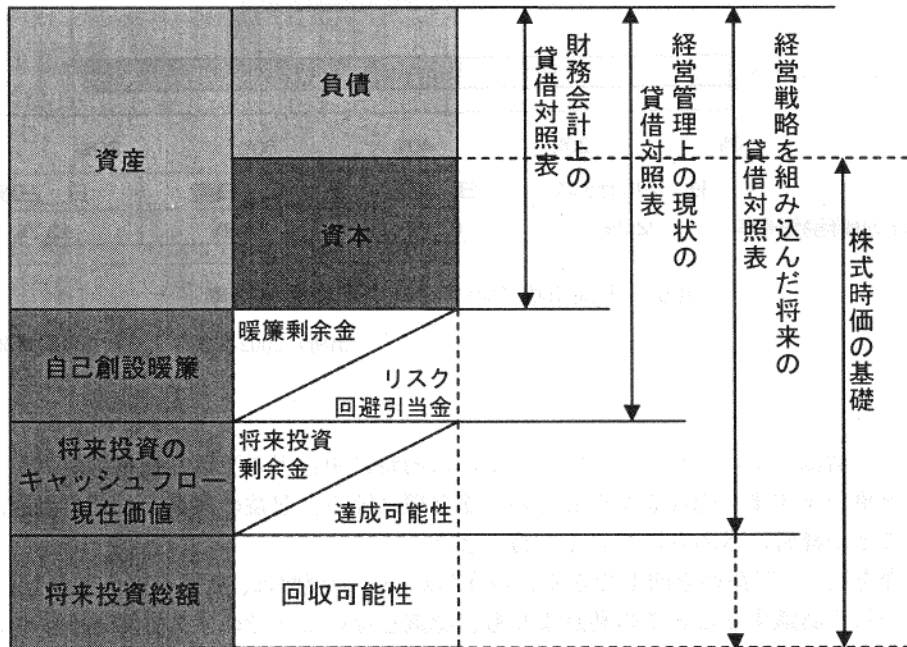 資産
負債
資本
自己創設暖簾
暖簾剰余金
リスク
回避引当金
将来投資の
キャッシュフロー
現在価値
将来投資
剰余金
達成可能性
将来投資総額
回収可能性
財務会計上の
貸借対照表
経営管理上の現状の
貸借対照表
経営戦略を組み込んだ将来の
貸借対照表
株式時価の基礎